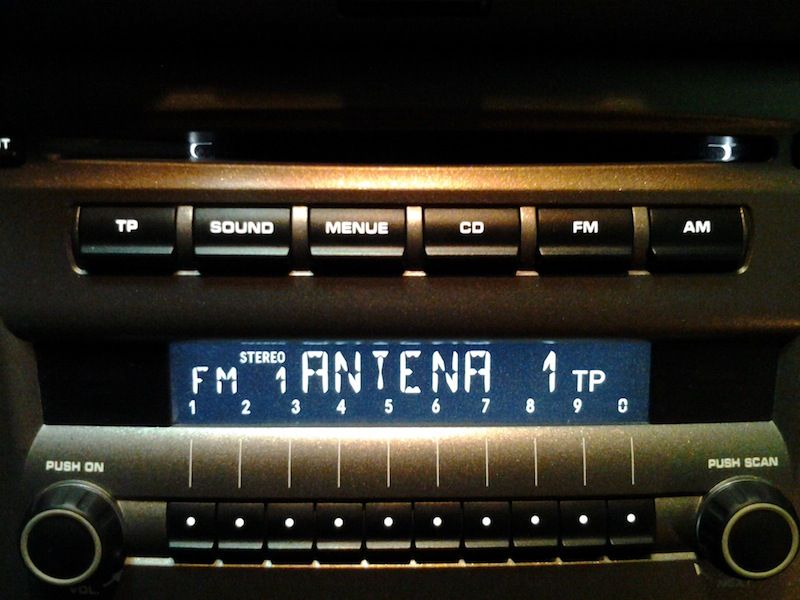 TP SOUND MENUE CD FM AM
STEREO
FM 1 ANTENA 1 TP
1 2 3 4 5 6 7 8 9 0
PUSH ON PUSH SCAN
VOL.